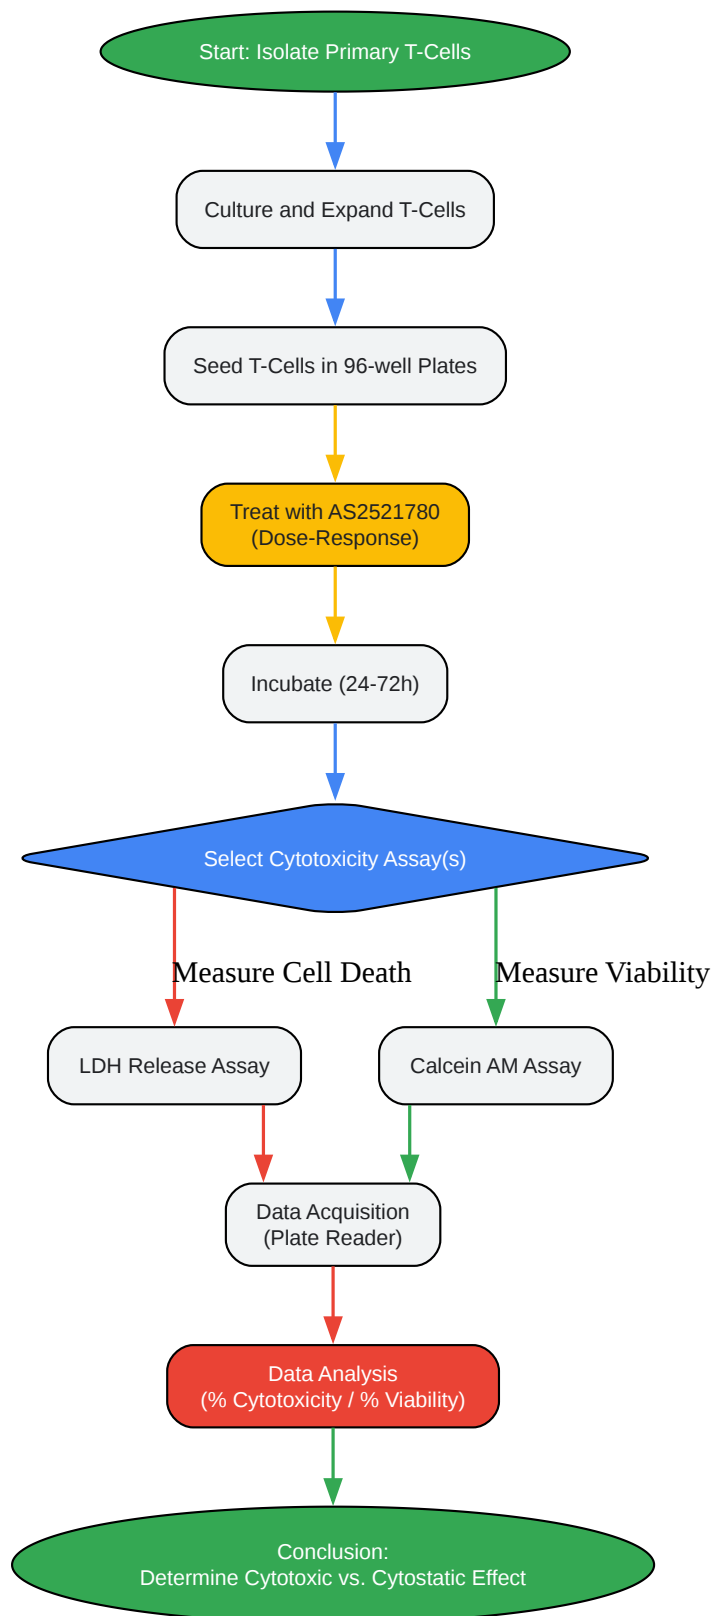 Start: Isolate Primary T-Cells
Culture and Expand T-Cells
Seed T-Cells in 96-well Plates
Treat with AS2521780
(Dose-Response)
Incubate (24-72h)
Select Cytotoxicity Assay(s)
Measure Cell Death
Measure Viability
LDH Release Assay
Calcein AM Assay
Data Acquisition
(Plate Reader)
Data Analysis
(% Cytotoxicity / % Viability)
Conclusion:
Determine Cytotoxic vs. Cytostatic Effect